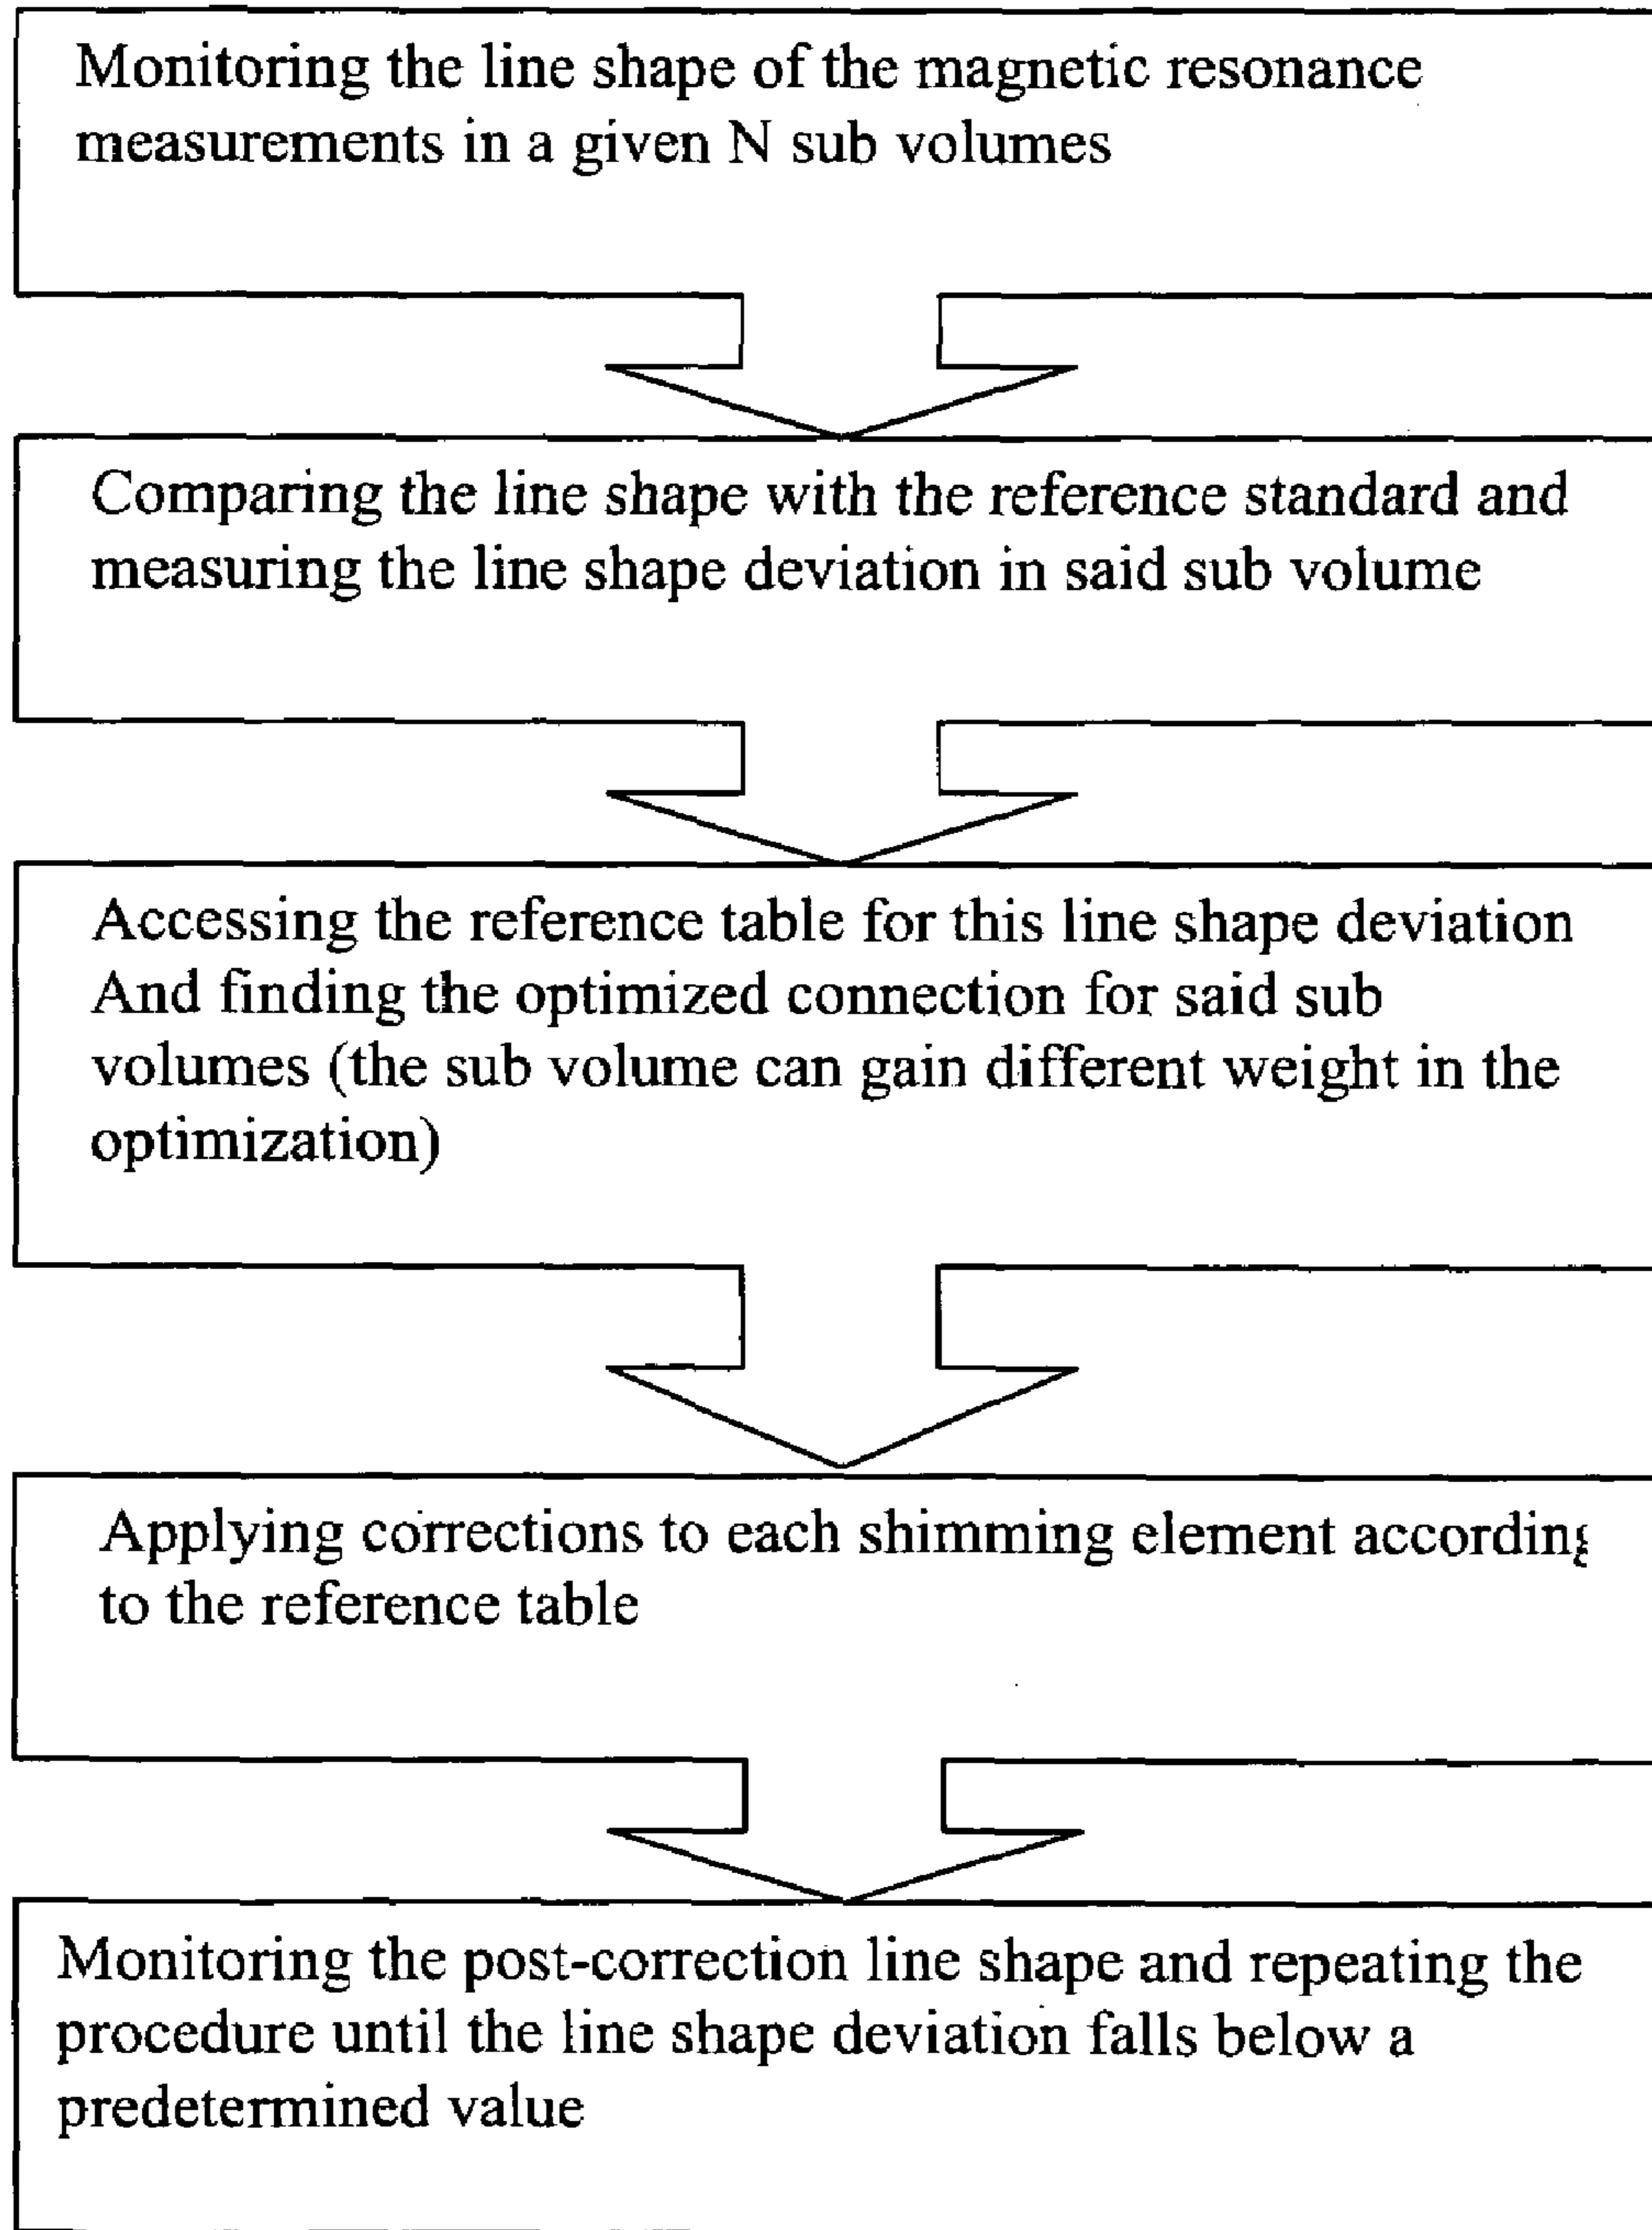 Monitoring the line shape of the magnetic resonance
measurements in a given N sub volumes
Comparing the line shape with the reference standard and
measuring the line shape deviation in said sub volume
Accessing the reference table for this line shape deviation
And finding the optimized connection for said sub
volumes (the sub volume can gain different weight in the
optimization)
Applying corrections to each shimming element according
to the reference table
Monitoring the post-correction line shape and repeating the
procedure until the line shape deviation falls below a
predetermined value